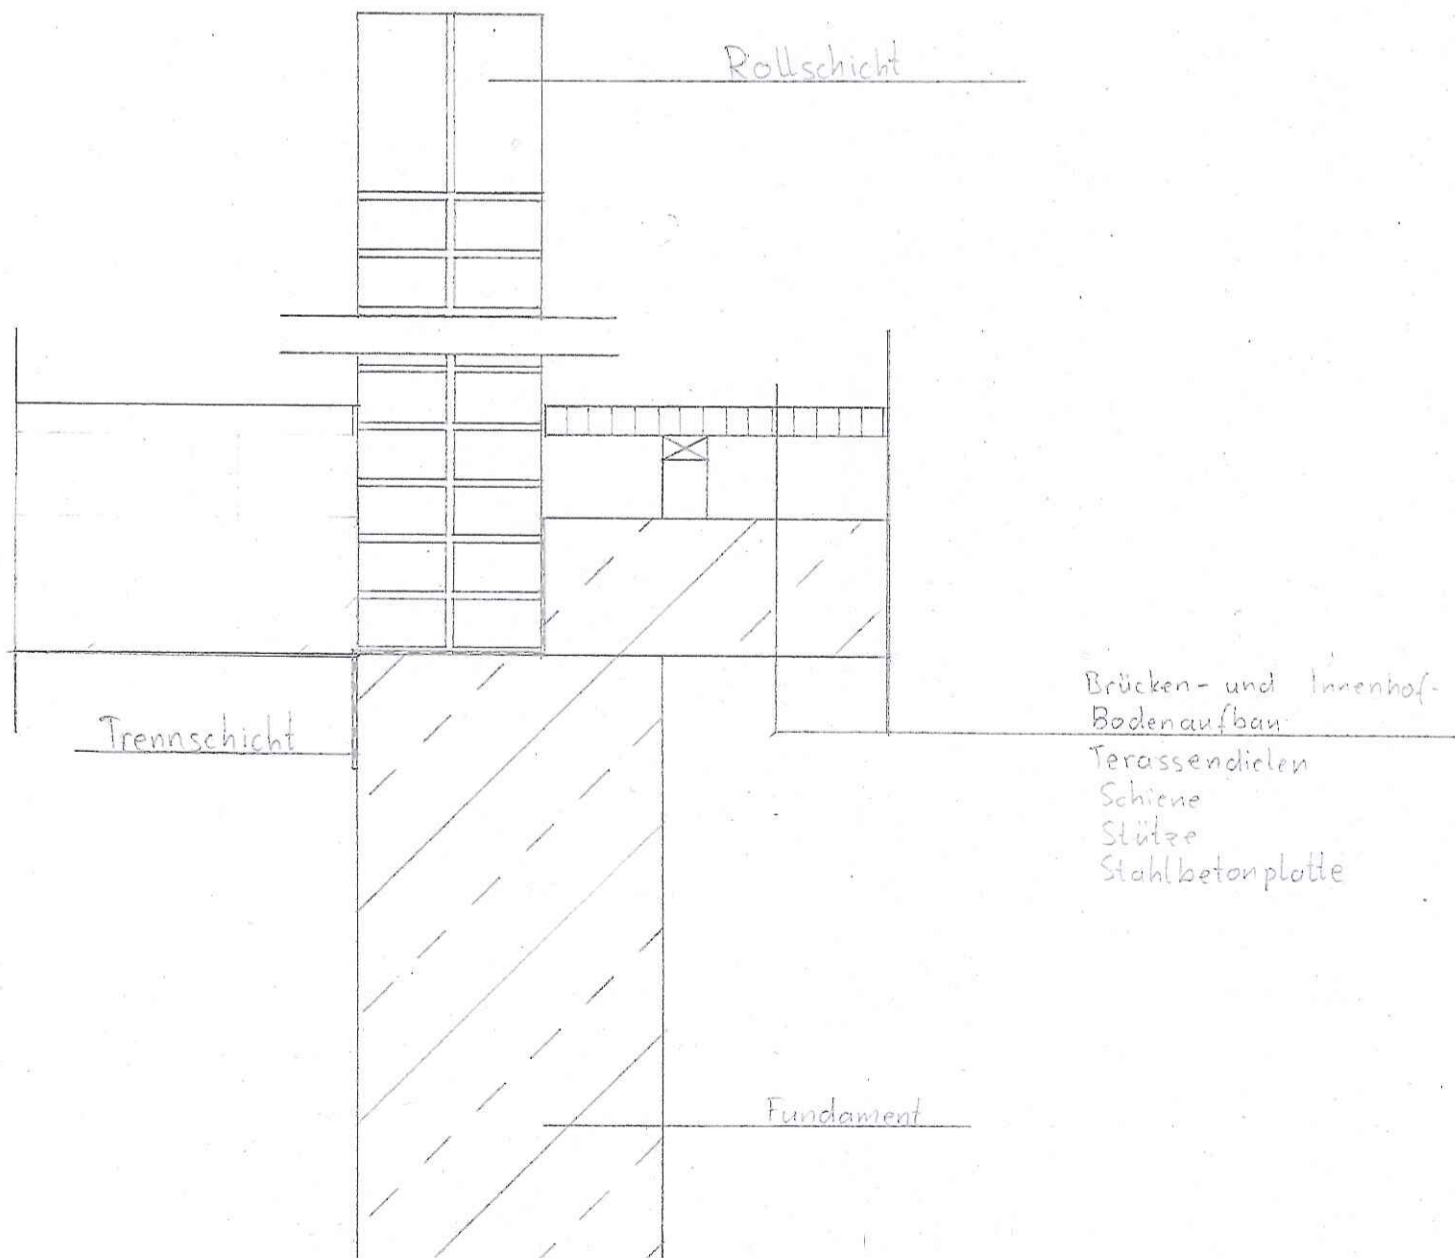 Rollschicht
Trennschicht
Brücken- und Innenhof-
Bodenaufbau
Terassendielen
Schiene
Stütze
Stahlbetonplatte
Fundament